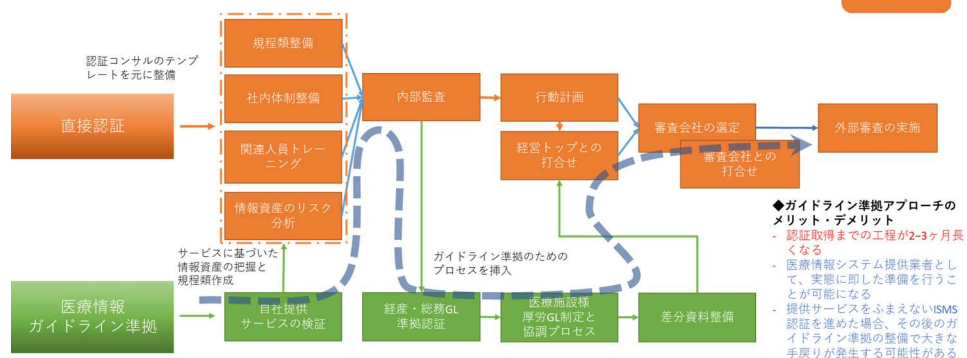 認証コンサルのテンプ
レートを元に整備
直接認証
規程類整備
社内体制整備
関連人員トレー
ニング
情報資産のリスク
分析
内部監査
行動計画
経営トップとの
打合せ
審査会社の選定
審査会社との
打合せ
外部審査の実施
サービスに基づいた
情報資産の把握と
規程類作成
ガイドライン準拠のための
プロセスを挿入
医療情報
ガイドライン準拠
自社提供
サービスの検証
経産・総務GL
準拠認証
医療施設様
厚労GL制定と
協調プロセス
差分資料整備
◆ガイドライン準拠アプローチの
メリット・デメリット
- 認証取得までの工程が2-3ヶ月長
くなる
- 医療情報システム提供業者とし
て、実態に即した準備を行うこ
とが可能になる
- 提供サービスをふまえないISMS
認証を進めた場合、その後のガ
イドライン準拠の整備で大きな
手戻りが発生する可能性がある